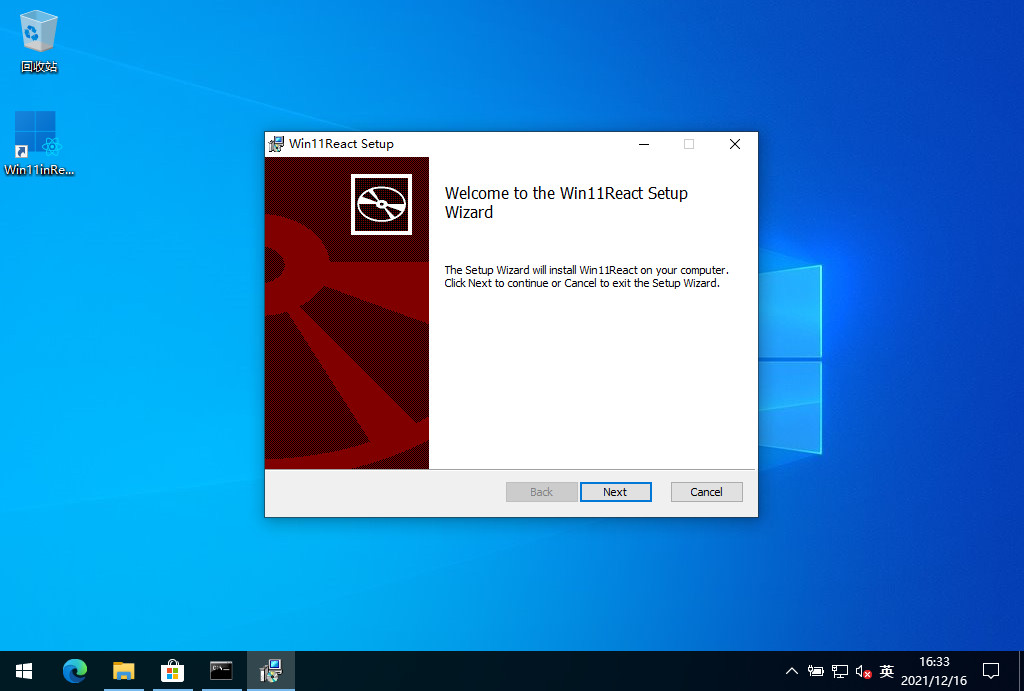 回收站
Win11inRe...
Win11React Setup
Welcome to the Win11React Setup
Wizard
The Setup Wizard will install Win11React on your computer.
Click Next to continue or Cancel to exit the Setup Wizard.
Back
Next
Cancel
英
16:33
2021/12/16